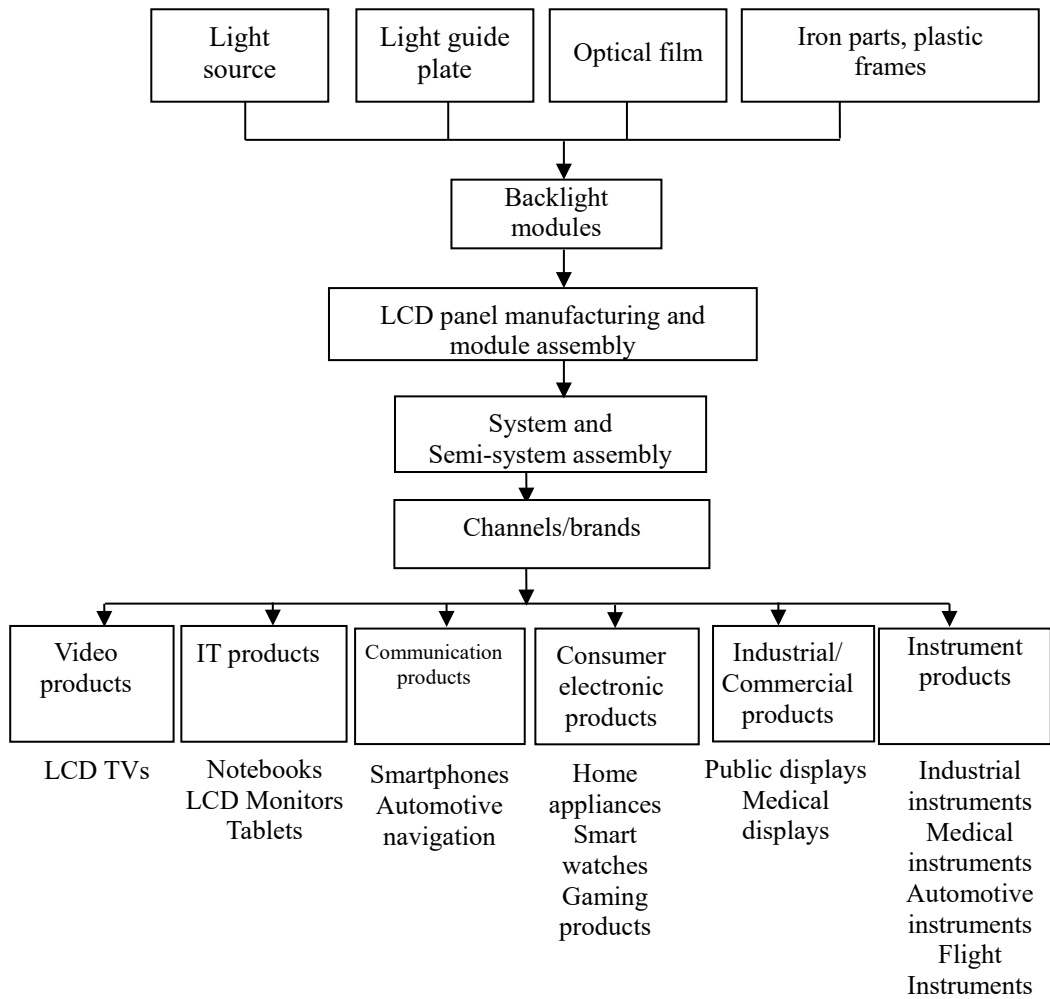 Light
source
Light guide
plate
Optical film
Iron parts, plastic
frames
Backlight
modules
LCD panel manufacturing and
module assembly
System and
Semi-system assembly
Channels/brands
Video
products
IT products
Communication
products
Consumer
electronic
products
Industrial/
Commercial
products
Instrument
products
LCD TVs
Notebooks
LCD Monitors
Tablets
Smartphones
Automotive
navigation
Home
appliances
Smart
watches
Gaming
products
Public displays
Medical
displays
Industrial
instruments
Medical
instruments
Automotive
instruments
Flight
Instruments